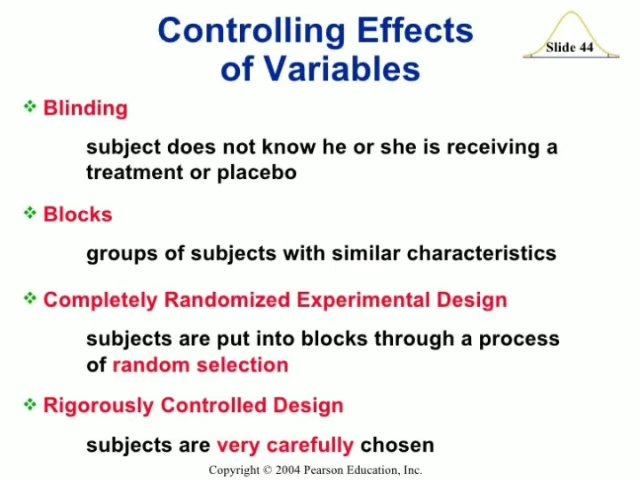 Controlling Effects
of Variables
Slide 44
Blinding
subject does not know he or she is receiving a
treatment or placebo
Blocks
groups of subjects with similar characteristics
Completely Randomized Experimental Design
subjects are put into blocks through a process
of random selection
Rigorously Controlled Design
subjects are very carefully chosen
Copyright © 2004 Pearson Education, Inc.